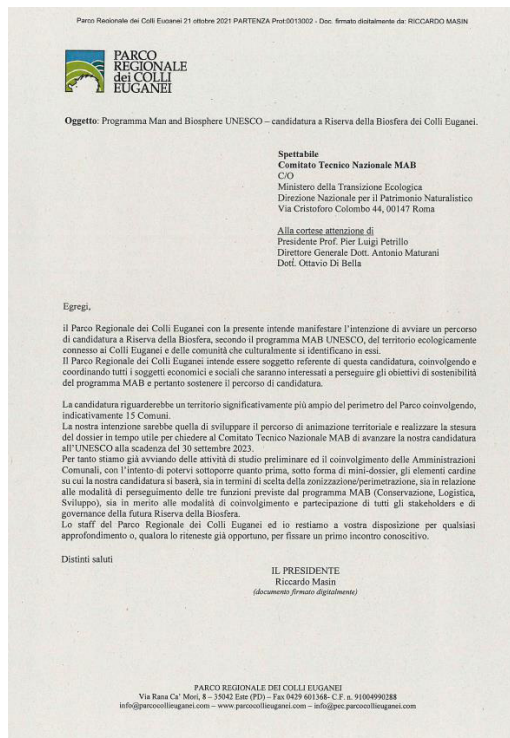 Parco Regionale dei Colli Euganei 21 ottobre 2021 PARTENZA Prot:0013002 - Doc. firmato digitalmente da: RICCARDO MASIN
PARCO
REGIONALE
dei COLLI
EUGANEI
Oggetto: Programma Man and Biosphere UNESCO – candidatura a Riserva della Biosfera dei Colli Euganei.
Spettabile
Comitato Tecnico Nazionale MAB
C/O
Ministero della Transizione Ecologica
Direzione Nazionale per il Patrimonio Naturalistico
Via Cristoforo Colombo 44, 00147 Roma
Alla cortese attenzione di
Presidente Prof. Pier Luigi Petrillo
Direttore Generale Dott. Antonio Maturani
Dott. Ottavio Di Bella
Egregi,
il Parco Regionale dei Colli Euganei con la presente intende manifestare l'intenzione di avviare un percorso
di candidatura a Riserva della Biosfera, secondo il programma MAB UNESCO, del territorio ecologicamente
connesso ai Colli Euganei e delle comunità che culturalmente si identificano in essi.
Il Parco Regionale dei Colli Euganei intende essere soggetto referente di questa candidatura, coinvolgendo e
coordinando tutti i soggetti economici e sociali che saranno interessati a perseguire gli obiettivi di sostenibilità
del programma MAB e pertanto sostenere il percorso di candidatura.
La candidatura riguarderebbe un territorio significativamente più ampio del perimetro del Parco coinvolgendo,
indicativamente 15 Comuni.
La nostra intenzione sarebbe quella di sviluppare il percorso di animazione territoriale e realizzare la stesura
del dossier in tempo utile per chiedere al Comitato Tecnico Nazionale MAB di avanzare la nostra candidatura
all'UNESCO alla scadenza del 30 settembre 2023.
Per tanto stiamo già avviando delle attività di studio preliminare ed il coinvolgimento delle Amministrazioni
Comunali, con l'intento di potervi sottoporre quanto prima, sotto forma di mini-dossier, gli elementi cardine
su cui la nostra candidatura si baserà, sia in termini di scelta della zonizzazione/perimetrazione, sia in relazione
alle modalità di perseguimento delle tre funzioni previste dal programma MAB (Conservazione, Logistica,
Sviluppo), sia in merito alle modalità di coinvolgimento e partecipazione di tutti gli stakeholders e di
governance della futura Riserva della Biosfera.
Lo staff del Parco Regionale dei Colli Euganei ed io restiamo a vostra disposizione per qualsiasi
approfondimento o, qualora lo riteneste già opportuno, per fissare un primo incontro conoscitivo.
Distinti saluti
IL PRESIDENTE
Riccardo Masin
(documento firmato digitalmente)
PARCO REGIONALE DEI COLLI EUGANEI
Via Rana Ca' Mori, 8 – 35042 Este (PD) – Fax 0429 601368- C.F. n. 91004990288
info@parcocollieuganei.com – www.parcocollieuganei.com – info@pec.parcocollieuganei.com